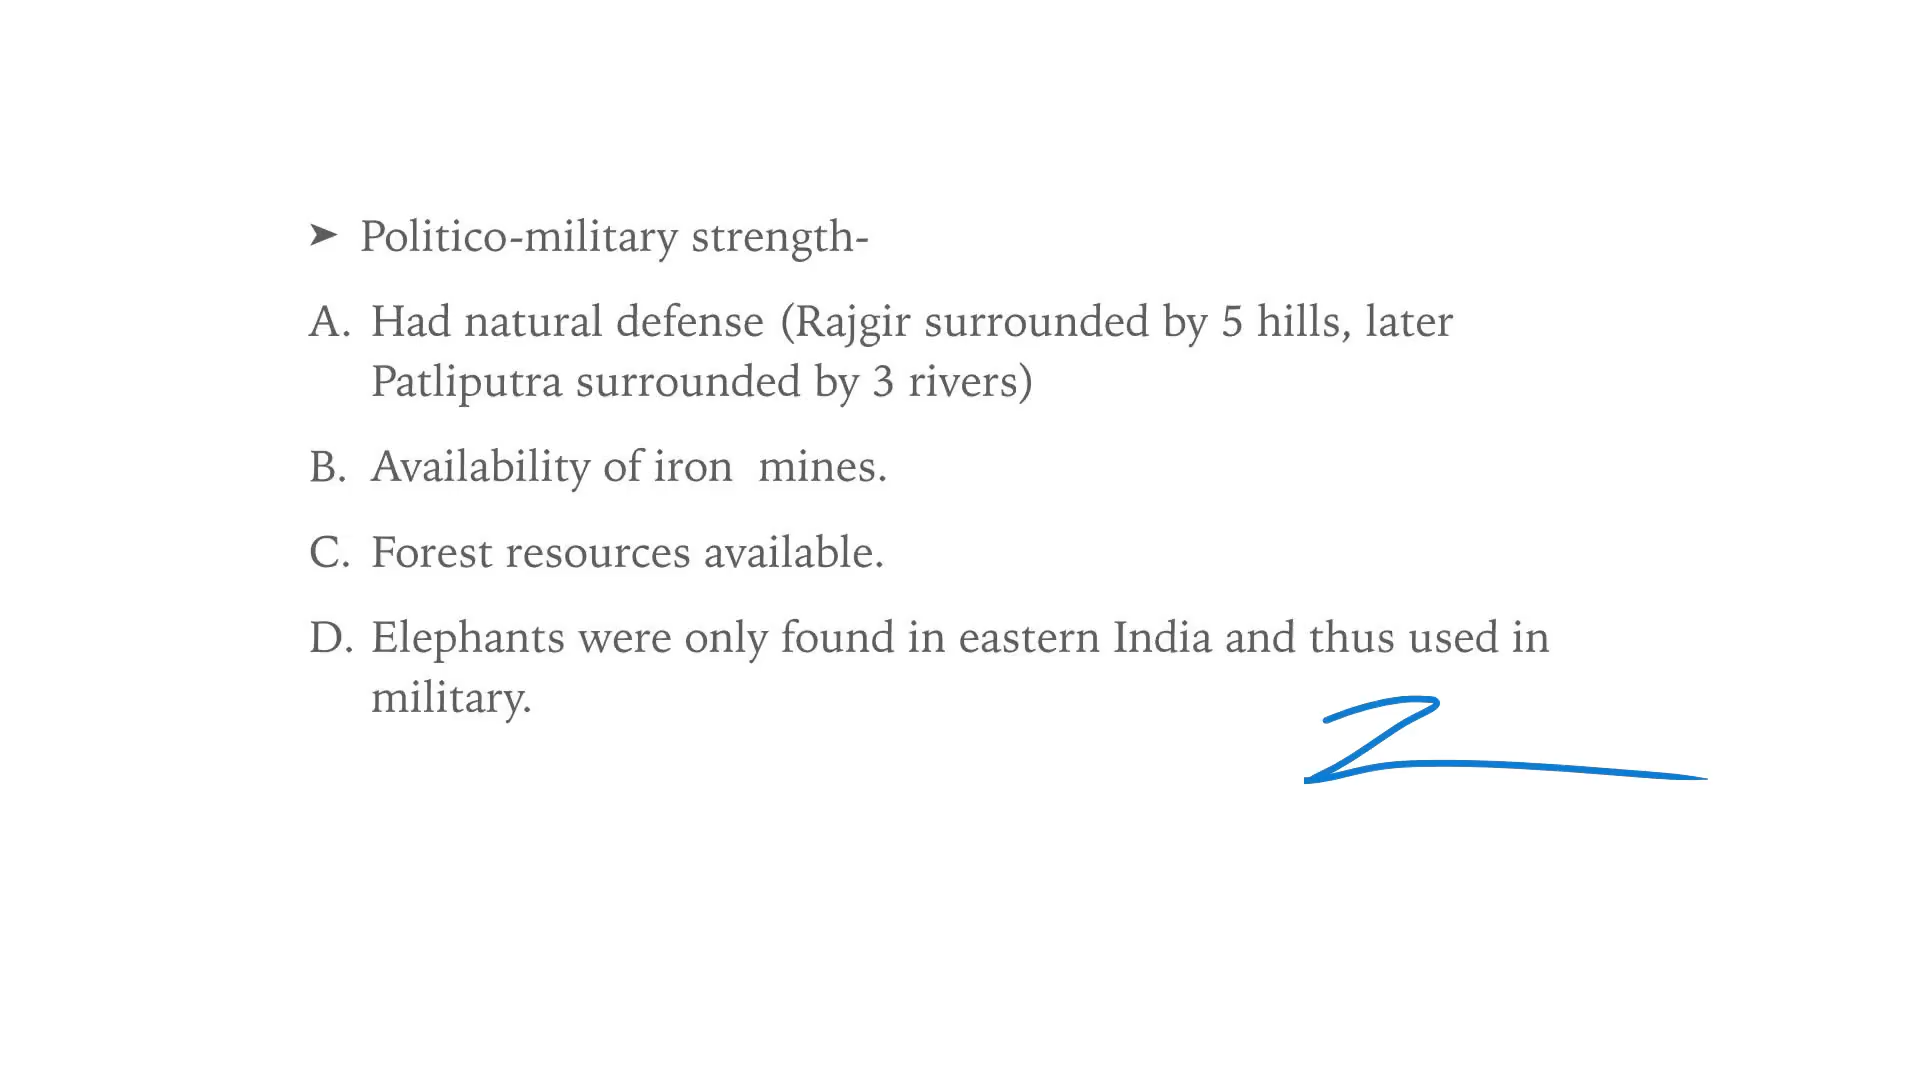 ➤ Politico-military strength-
A. Had natural defense (Rajgir surrounded by 5 hills, later
Patliputra surrounded by 3 rivers)
B. Availability of iron  mines.
C. Forest resources available.
D. Elephants were only found in eastern India and thus used in
military.